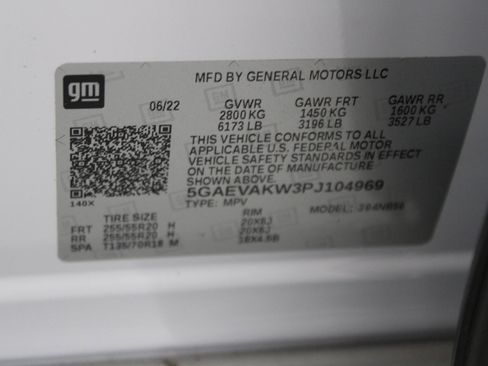 gm
MFD BY GENERAL MOTORS LLC
06/22 GVWR GAWR FRT GAWR RR
2800 KG 1450 KG 1600 KG
6173 LB 3196 LB 3527 LB
THIS VEHICLE CONFORMS TO ALL
APPLICABLE U.S. FEDERAL MOTOR
VEHICLE SAFETY STANDARDS IN EFFECT
ON THE DATE OF MANUFACTURE
SHOWN ABOVE.
5GAEVAKW3PJ104969
140X TYPE: MPV MODEL:
TIRE SIZE RIM
FRT 255/55R20 H 20X8J
RR 255/55R20 H 20X8J
SPA T135/70R18 M 18X4.5B